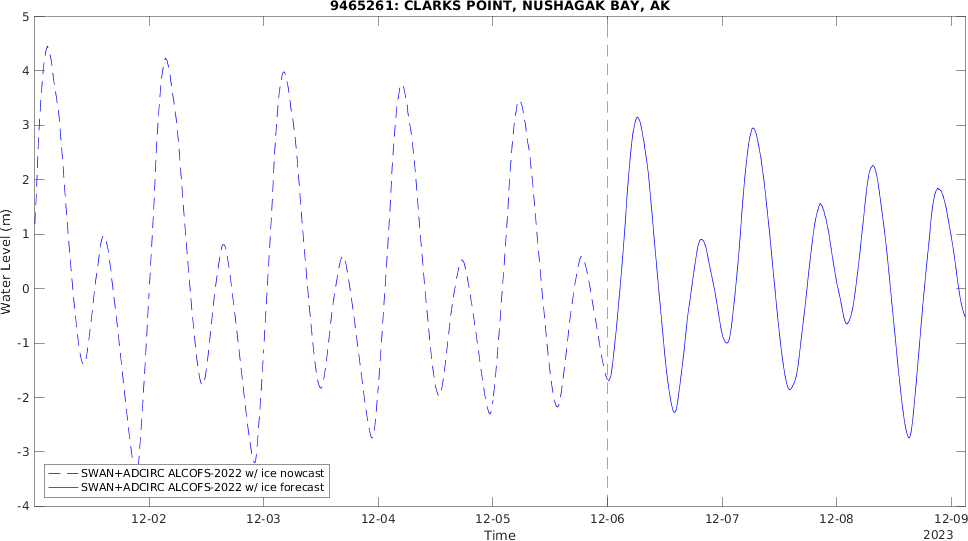 9465261: CLARKS POINT, NUSHAGAK BAY, AK
5
4
3
2
1
0
-1
-2
-3
-4
Water Level (m)
SWAN+ADCIRC ALCOFS-2022 w/ ice nowcast
SWAN+ADCIRC ALCOFS-2022 w/ ice forecast
12-02 12-03 12-04 12-05 12-06 12-07 12-08 12-09
Time
2023